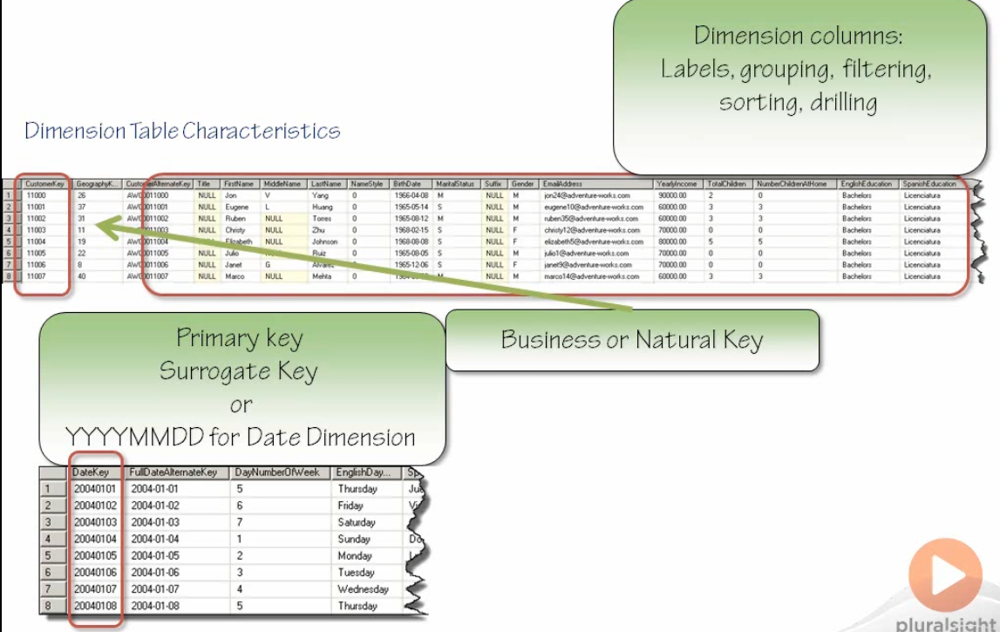 Dimension columns:
Labels, grouping, filtering,
sorting, drilling
Dimension Table Characteristics
CustomerKey GeographyK... CustomerAlternateKey Title FirstName MiddleName LastName NameStyle BirthDate MaritalStatus Suffix Gender EmailAddress YearlyIncome TotalChildren NumberChildrenAtHome EnglishEducation SpanishEducation
1 11000 26 AW00011000 NULL Jon V Yang 0 1966-04-08 M NULL M jon24@adventure-works.com 90000.00 2 0 Bachelors Licenciatura
2 11001 37 AW00011001 NULL Eugene L Huang 0 1965-05-14 S NULL M eugene10@adventure-works.com 60000.00 3 3 Bachelors Licenciatura
3 11002 31 AW00011002 NULL Ruben NULL Torres 0 1965-08-12 M NULL M ruben35@adventure-works.com 60000.00 3 3 Bachelors Licenciatura
4 11003 11 AW00011003 NULL Christy NULL Zhu 0 1968-02-15 S NULL F christy12@adventure-works.com 70000.00 0 0 Bachelors Licenciatura
5 11004 19 AW00011004 Elizabeth NULL Johnson 0 1968-08-08 S NULL F elizabeth5@adventure-works.com 80000.00 5 5 Bachelors Licenciatura
6 11005 22 AW00011005 NULL Julio Ruiz 0 1965-08-05 S NULL M julio1@adventure-works.com 70000.00 0 0 Bachelors Licenciatura
7 11006 8 AW00011006 NULL Janet G Alvarez 0 1965-12-06 S NULL F janet9@adventure-works.com 70000.00 0 0 Bachelors Licenciatura
8 11007 40 AW00011007 NULL Marco NULL Mehta 0 M NULL M marco14@adventure-works.com 60000.00 3 3 Bachelors Licenciatura
Primary key
Surrogate Key
or
YYYYMMDD for Date Dimension
Business or Natural Key
DateKey FullDateAlternateKey DayNumberOfWeek EnglishDay... Sp
1 20040101 2004-01-01 5 Thursday Jue
2 20040102 2004-01-02 6 Friday Vi
3 20040103 2004-01-03 7 Saturday
4 20040104 2004-01-04 1 Sunday Do
5 20040105 2004-01-05 2 Monday
6 20040106 2004-01-06 3 Tuesday
7 20040107 2004-01-07 4 Wednesday
8 20040108 2004-01-08 5 Thursday
pluralsight